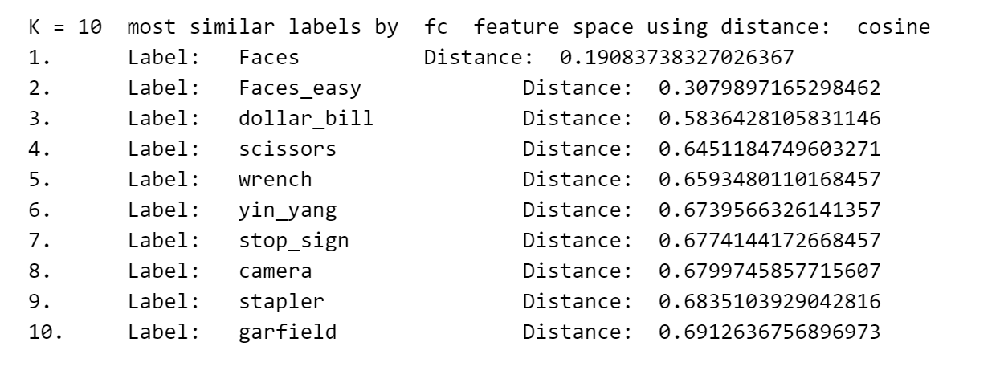 K = 10  most similar labels by  fc  feature space using distance:  cosine
1.      Label:   Faces          Distance:  0.19083738327026367
2.      Label:   Faces_easy             Distance:  0.3079897165298462
3.      Label:   dollar_bill            Distance:  0.5836428105831146
4.      Label:   scissors               Distance:  0.6451184749603271
5.      Label:   wrench                 Distance:  0.6593480110168457
6.      Label:   yin_yang               Distance:  0.6739566326141357
7.      Label:   stop_sign              Distance:  0.6774144172668457
8.      Label:   camera                 Distance:  0.6799745857715607
9.      Label:   stapler                Distance:  0.6835103929042816
10.     Label:   garfield               Distance:  0.6912636756896973